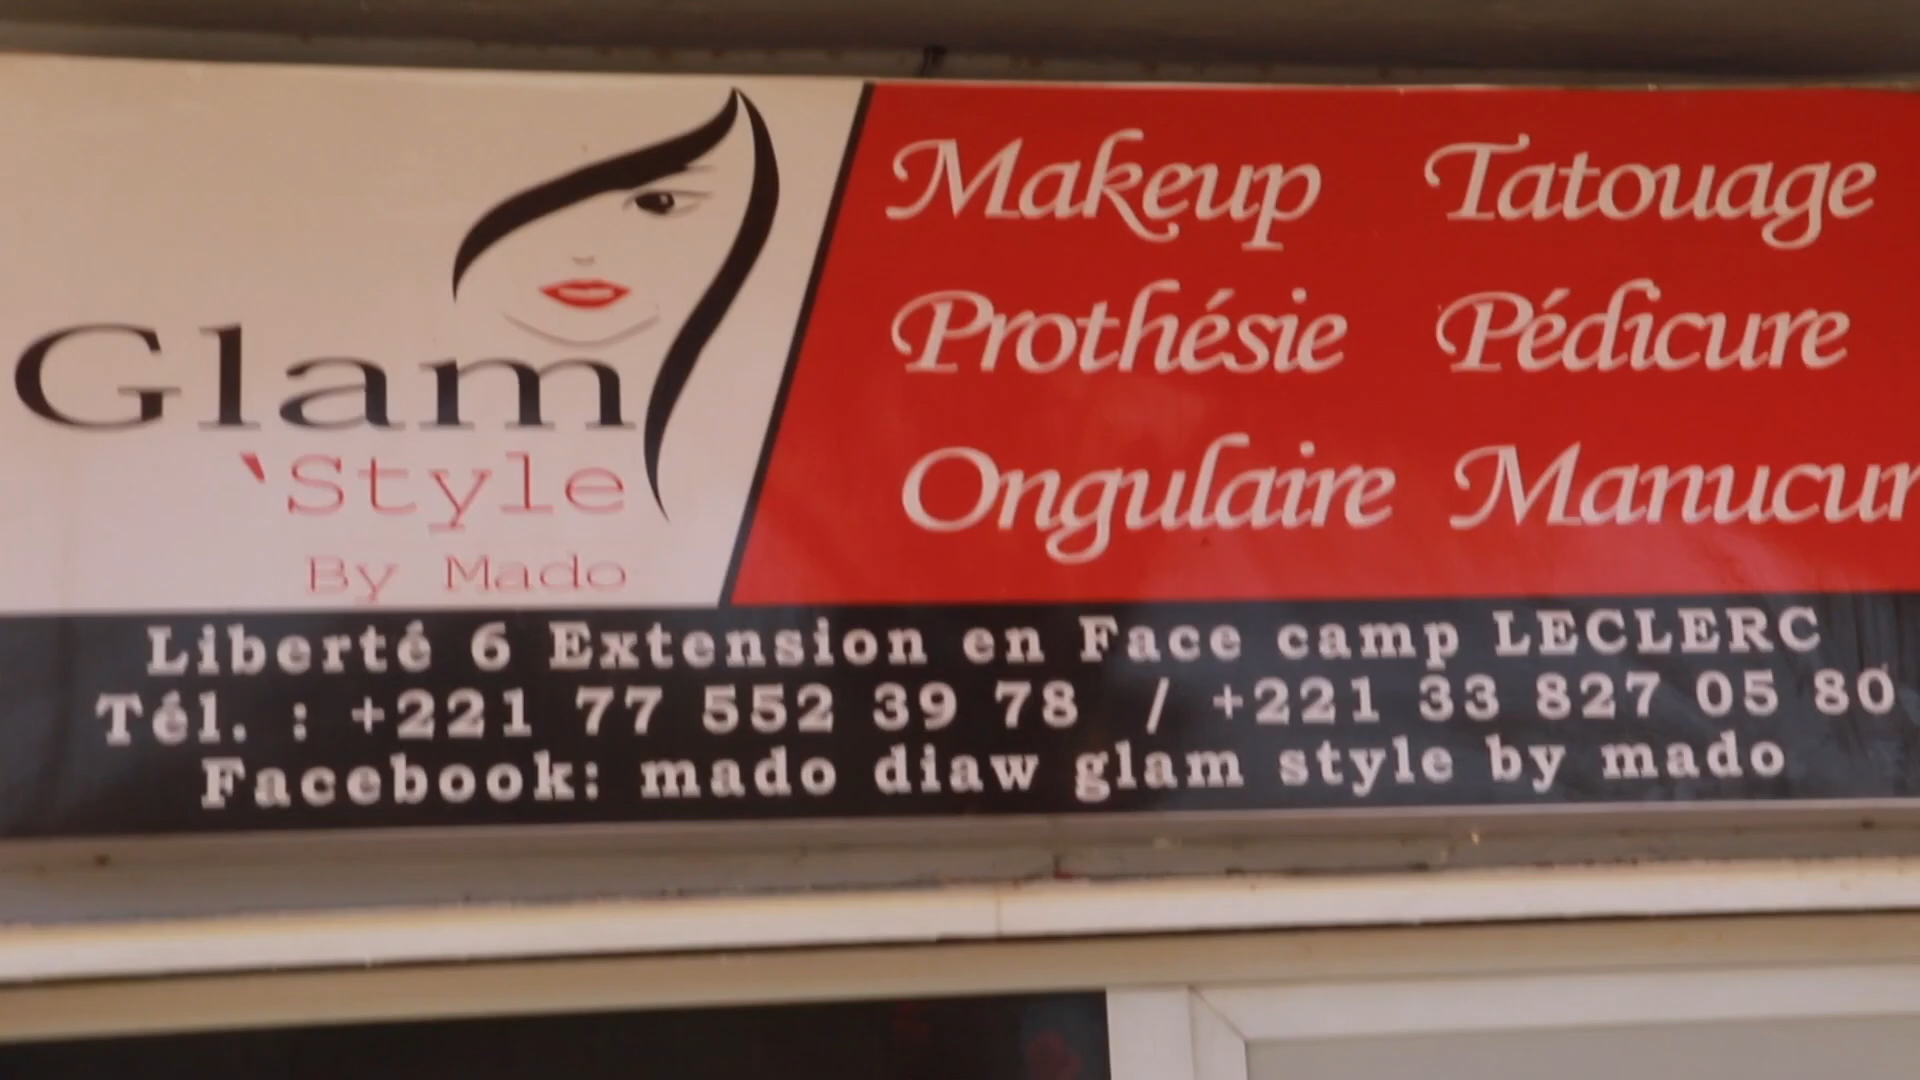 Glam
'Style
By Mado
Makeup Tatouage
Prothésie Pédicure
Ongulaire Manucur
Liberté 6 Extension en Face camp LECLERC
Tél. : +221 77 552 39 78 / +221 33 827 05 80
Facebook: mado diaw glam style by mado